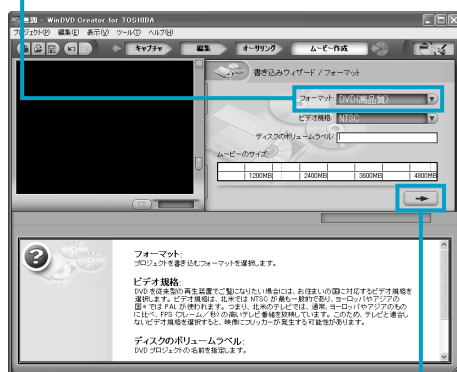 無題 - WinDVD Creator for TOSHIBA
プロジェクト(P) 編集(E) 表示(V) ツール(T) ヘルプ(H)
キャプチャ 編集 オーサリング ムービー作成
書き込みウィザード / フォーマット
フォーマット: DVD(高品質)
ビデオ規格: NTSC
ディスクのボリュームラベル:
ムービーのサイズ:
1200MB 2400MB 3600MB 4800MB
フォーマット:
プロジェクトを書き込むフォーマットを選択します。
ビデオ規格:
DVD を従来型の再生装置でご覧になりたい場合には、お住まいの国に対応するビデオ規格を
選択します。ビデオ規格は、北米では NTSC が最も一般的であり、ヨーロッパやアジアの
国々では PAL が使われます。つまり、北米のテレビでは、通常、ヨーロッパやアジアのもの
に比べ、FPS (フレーム/秒) の高いテレビ番組を放映しています。このため、テレビと適合し
ないビデオ規格を選択すると、映像にフリッカーが発生する可能性があります。
ディスクのボリュームラベル:
DVD プロジェクトの名前を指定します。